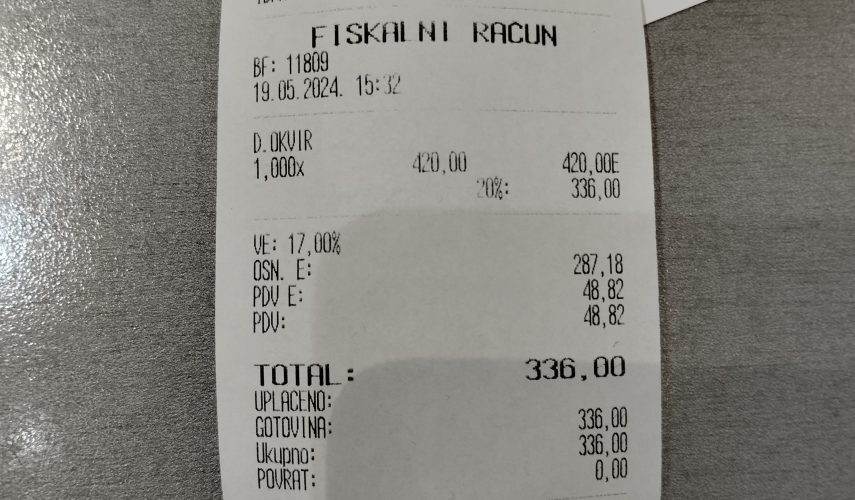 FISKALNI RAČUN
BF: 11809
19.05.2024. 15:32
D.OKVIR
1,000x 420,00 420,00E
20%: 336,00
VE: 17,00%
OSN. E: 287,18
PDV E: 48,82
PDV: 48,82
TOTAL: 336,00
UPLAĆENO:
GOTOVINA: 336,00
Ukupno: 336,00
POVRAT: 0,00